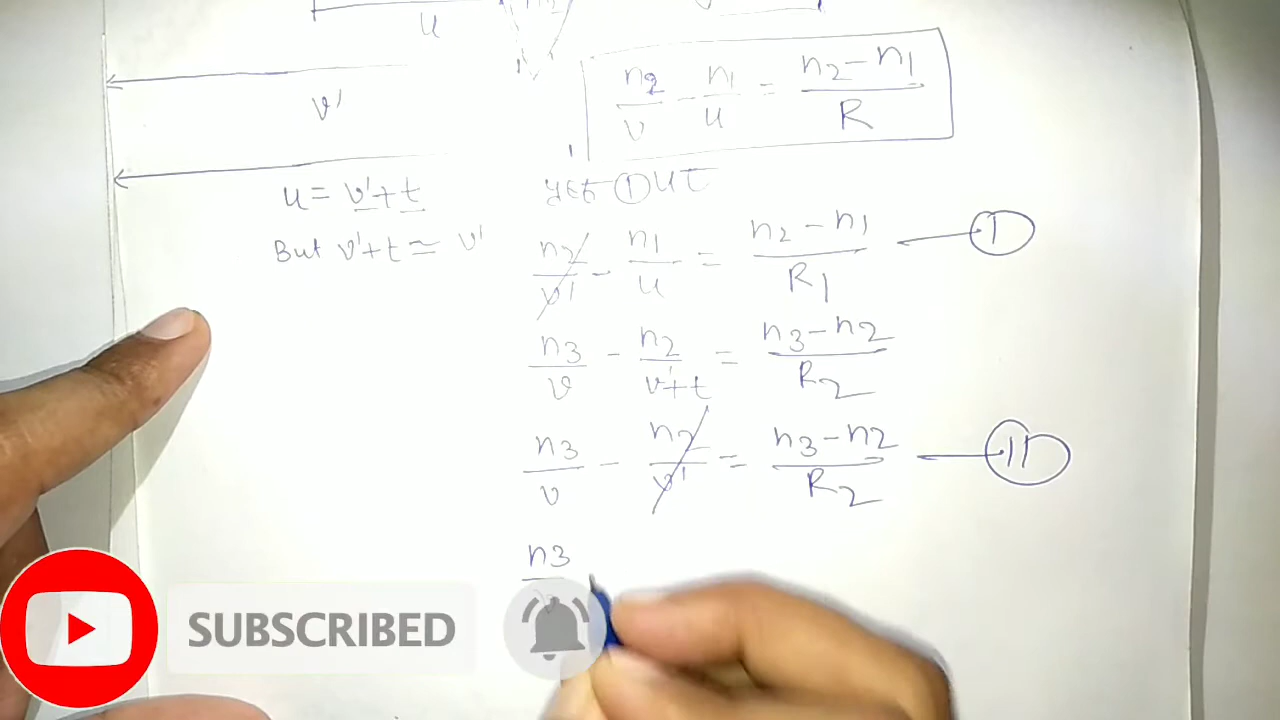 u
v'
n2/v - n1/u = n2-n1/R
u = v'+t
But v'+t ≃ v'
n2/v' - n1/u = n2-n1/R1 — I
n3/v - n2/v'+t = n3-n2/R2
n3/v - n2/v' = n3-n2/R2 — II
n3
SUBSCRIBED